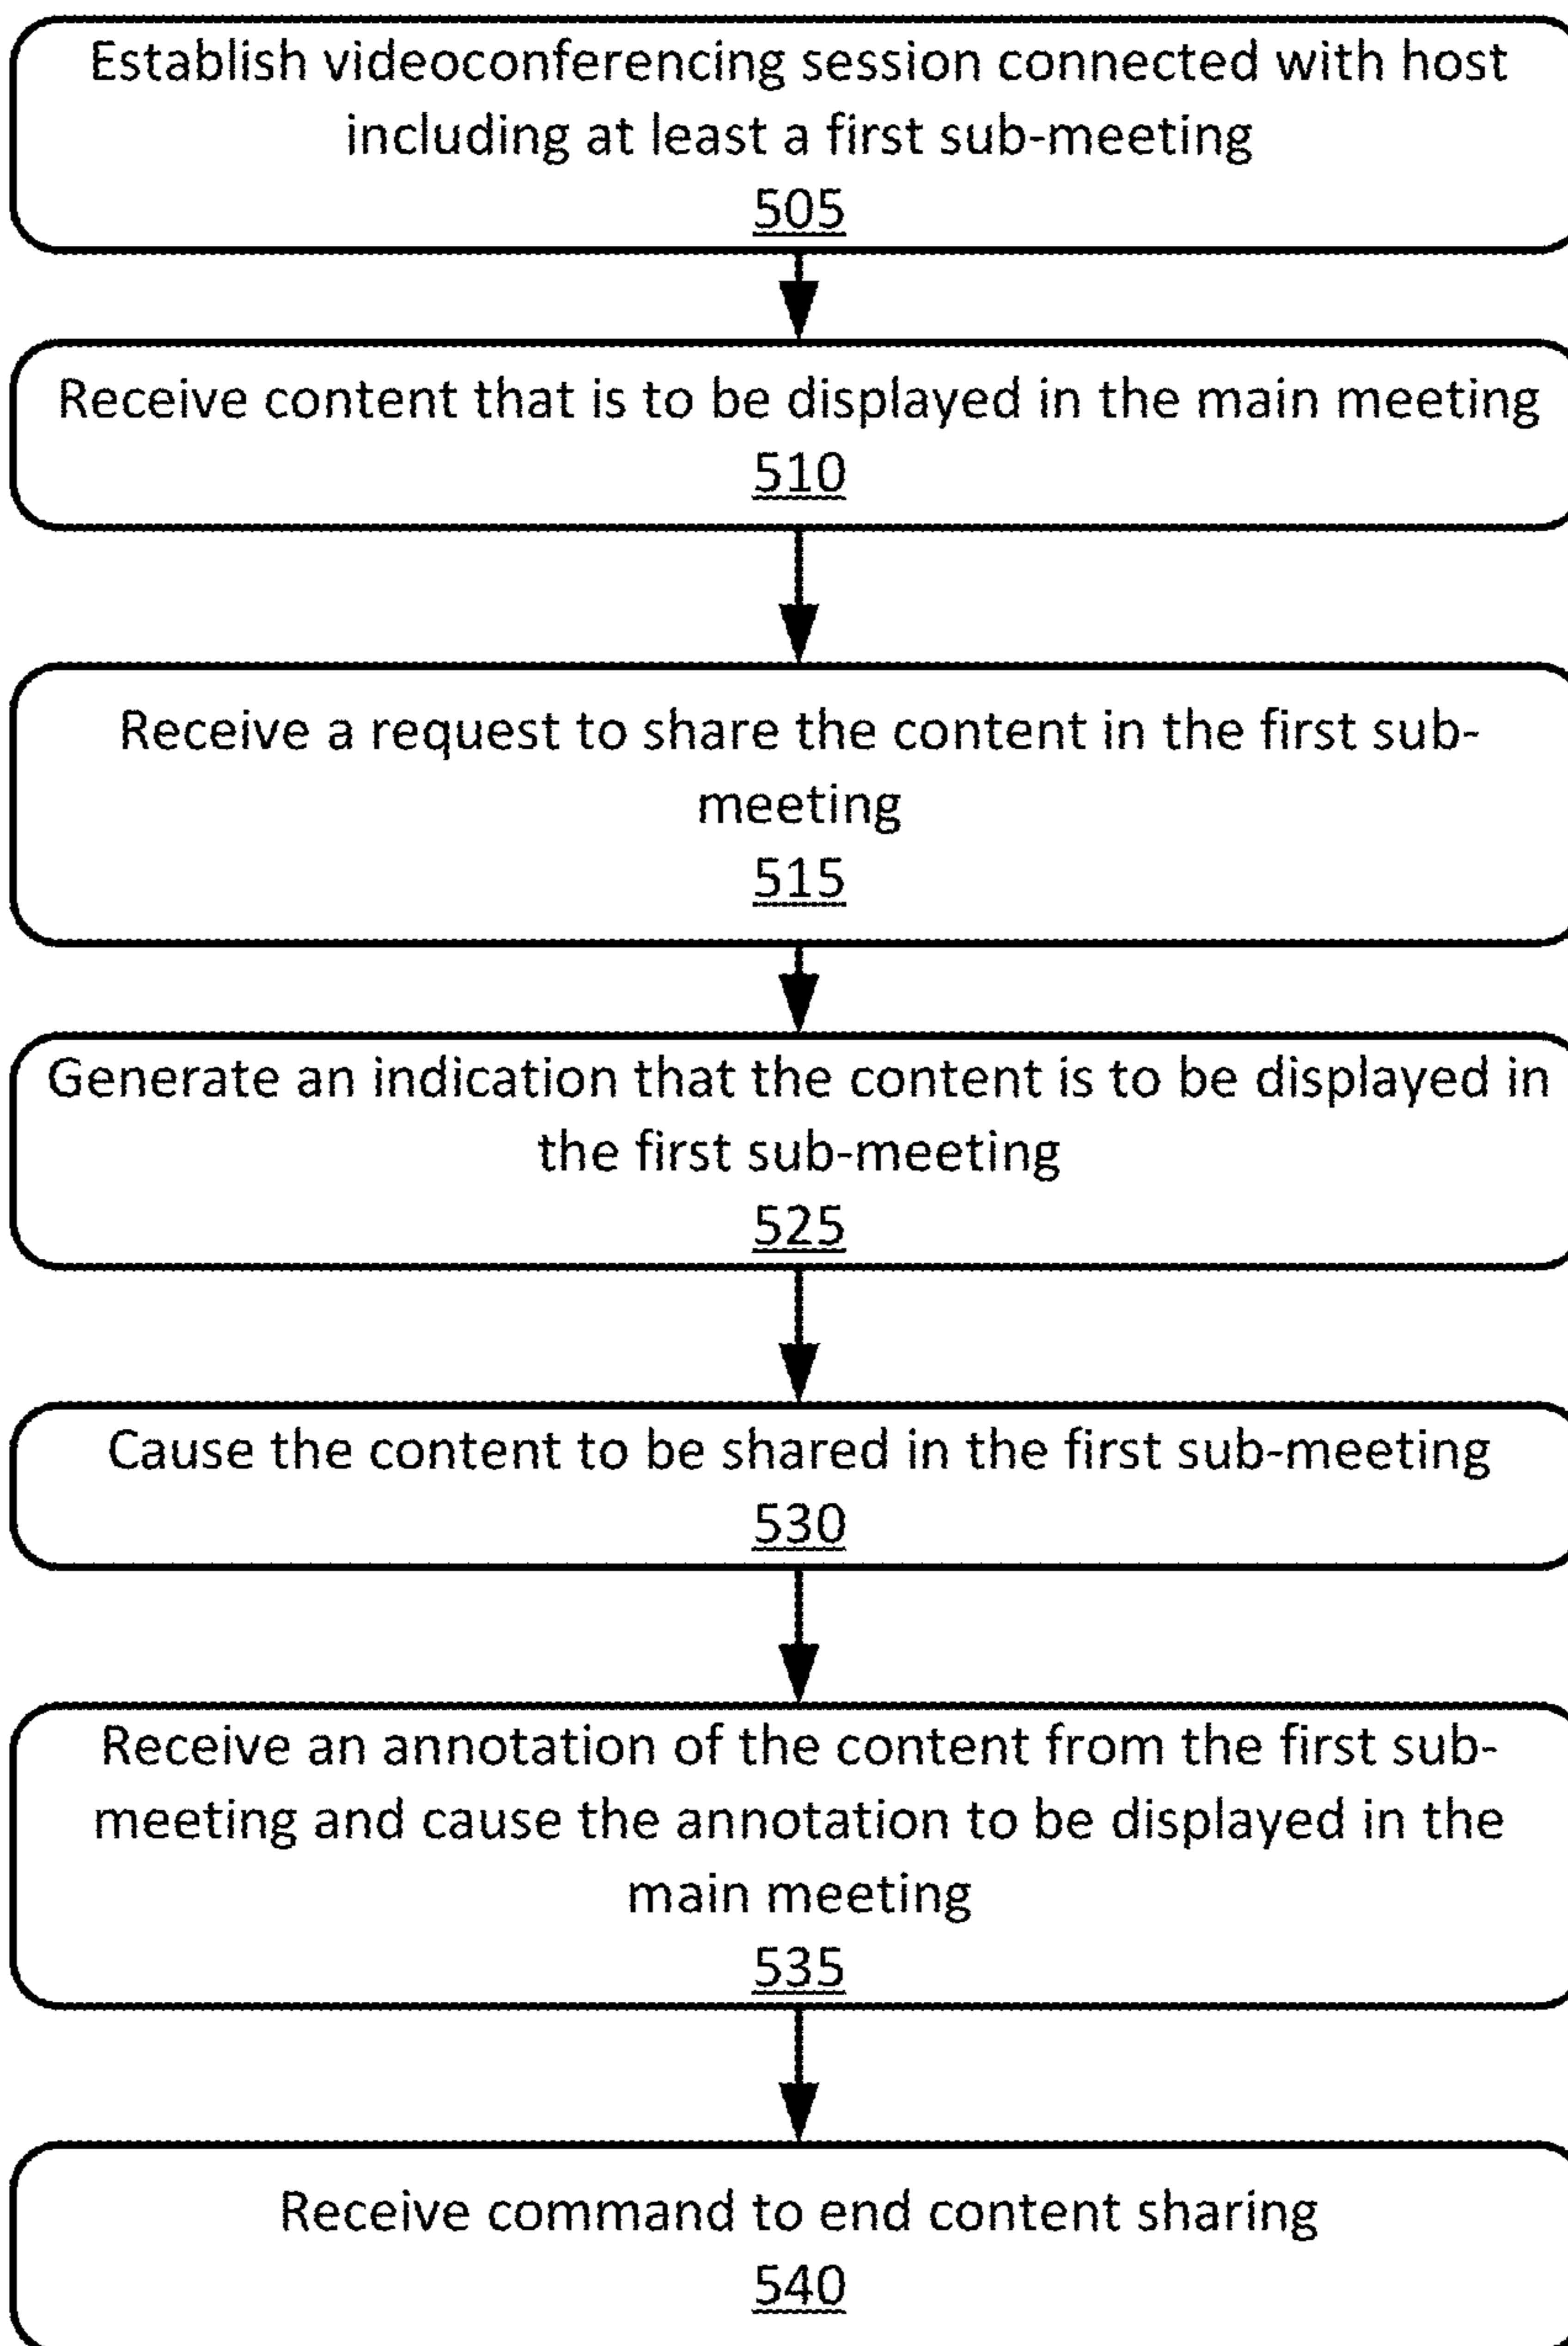 Establish videoconferencing session connected with host
including at least a first sub-meeting
505
Receive content that is to be displayed in the main meeting
510
Receive a request to share the content in the first sub-
meeting
515
Generate an indication that the content is to be displayed in
the first sub-meeting
525
Cause the content to be shared in the first sub-meeting
530
Receive an annotation of the content from the first sub-
meeting and cause the annotation to be displayed in the
main meeting
535
Receive command to end content sharing
540